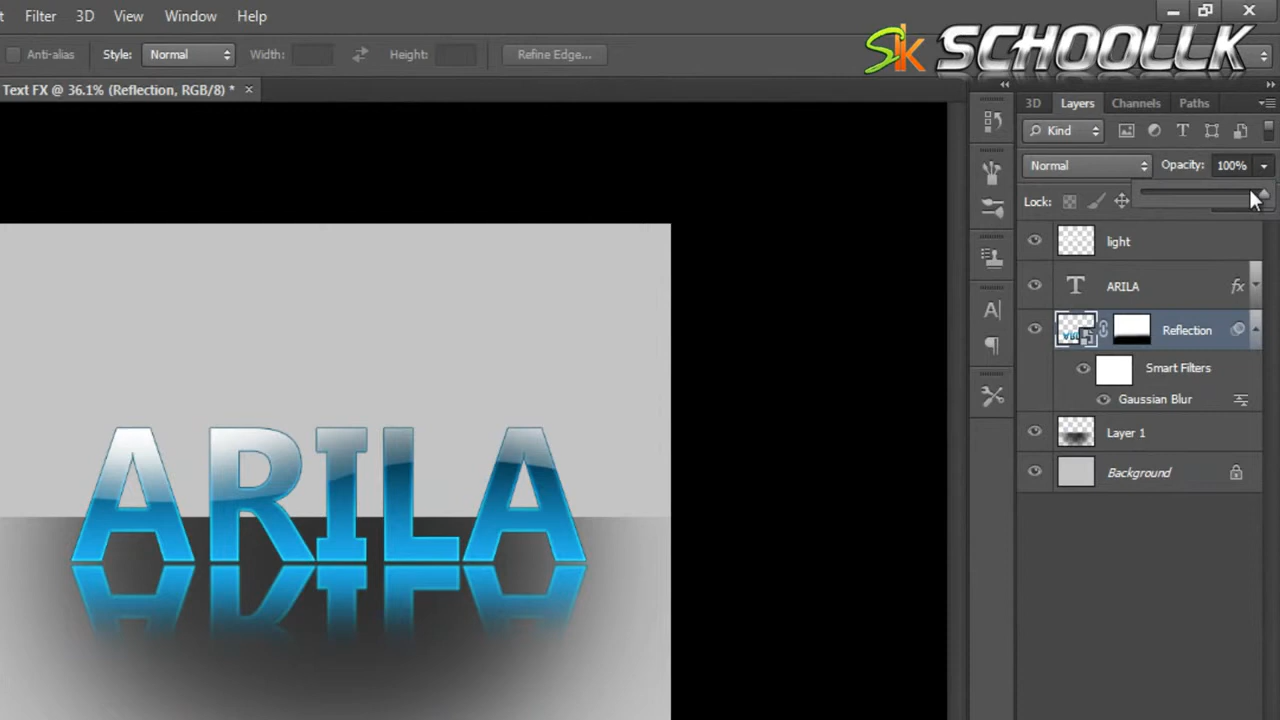 t Filter 3D View Window Help
SK SCHOOLLK
Anti-alias Style: Normal Width: Height: Refine Edge...
Text FX @ 36.1% (Reflection, RGB/8) * ×
3D Layers Channels Paths
Kind
Normal Opacity: 100%
Lock:
light
ARILA fx
Reflection
Smart Filters
Gaussian Blur
Layer 1
Background
ARILA